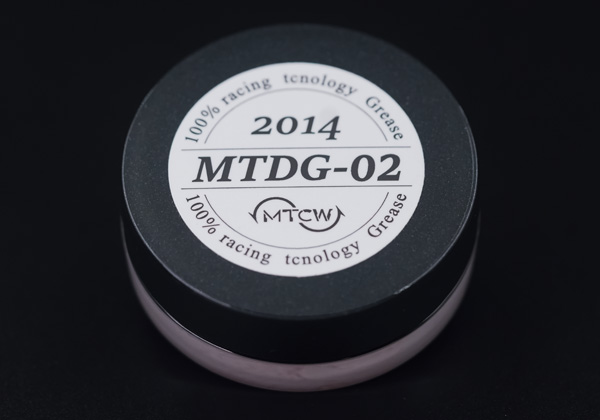 100% racing tcnology Grease
2014
MTDG-02
MTCW
100% racing tcnology Grease